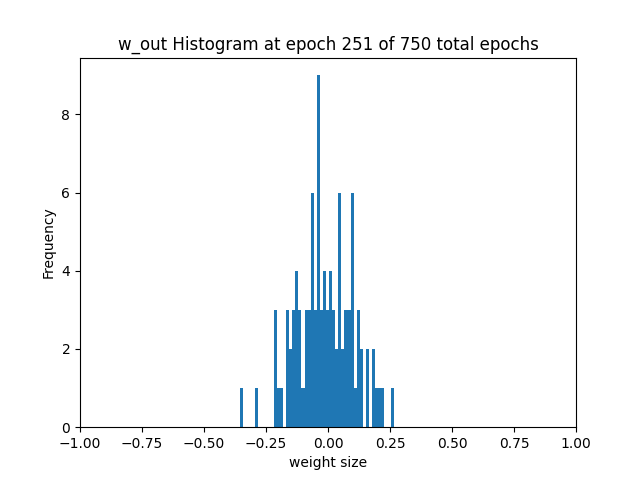 w_out Histogram at epoch 251 of 750 total epochs
Frequency
8
6
4
2
0
−1.00 −0.75 −0.50 −0.25 0.00 0.25 0.50 0.75 1.00
weight size